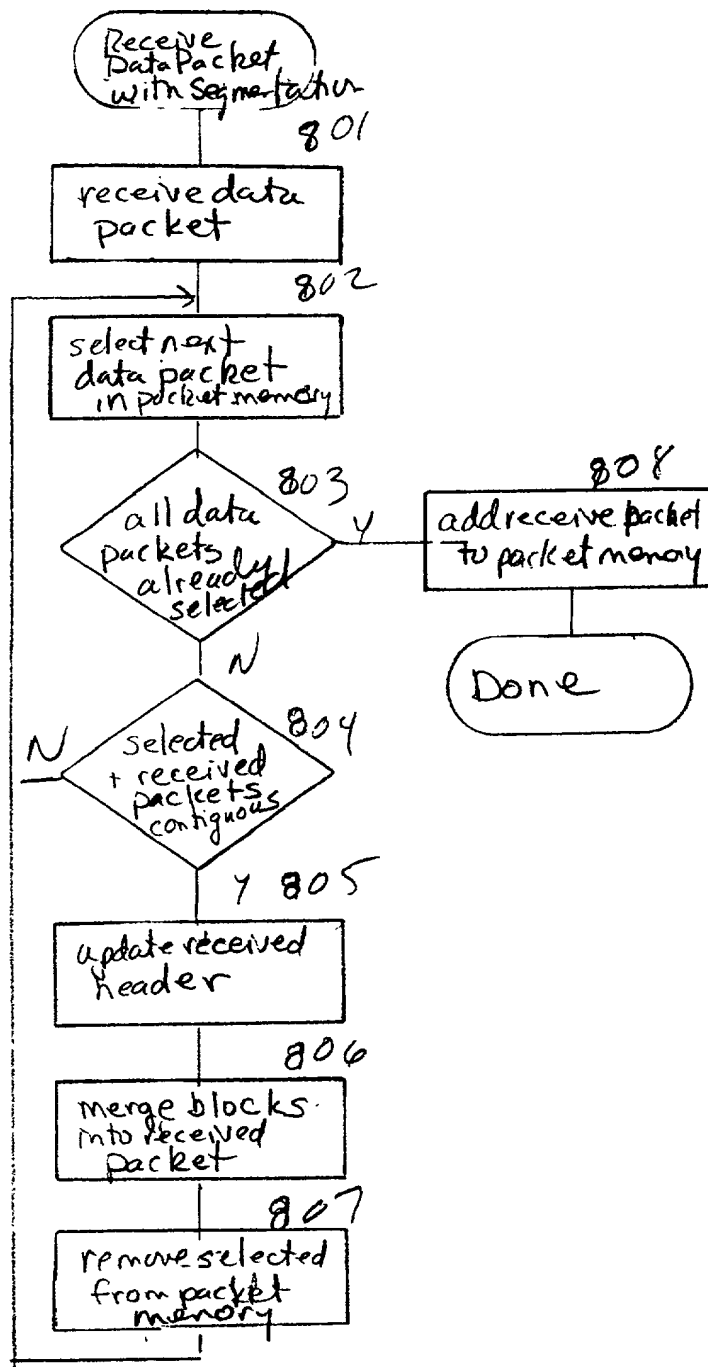 Receive
Data Packet
with Segmentation
801
receive data
packet
802
select next
data packet
in packet memory
803
all data
packets
already
selected
Y
808
add receive packet
to packet memory
Done
N
804
N
selected
+ received
packets
contiguous
Y 805
update received
header
806
merge blocks
into received
packet
807
remove selected
from packet
memory